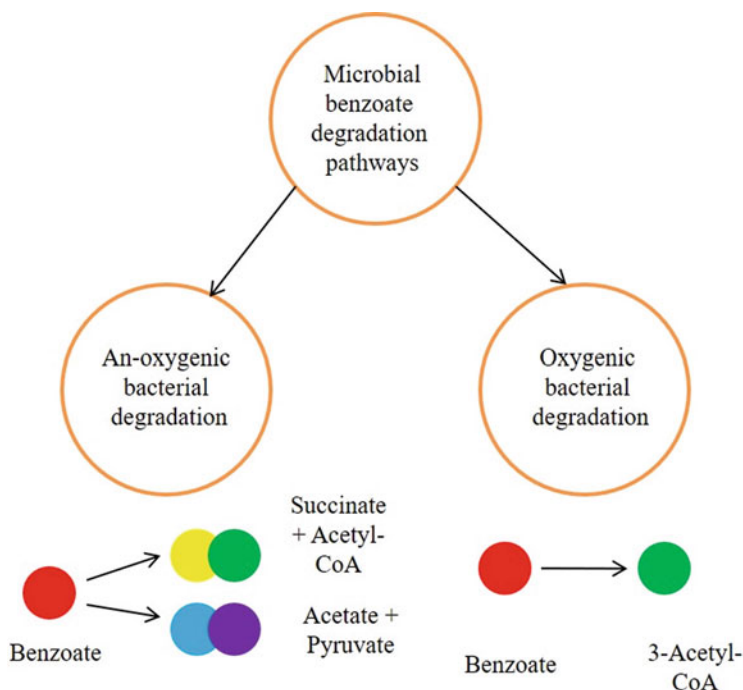 Microbial
benzoate
degradation
pathways
An-oxygenic
bacterial
degradation
Oxygenic
bacterial
degradation
Succinate
+ Acetyl-
CoA
Acetate +
Pyruvate
Benzoate
Benzoate
3-Acetyl-
CoA